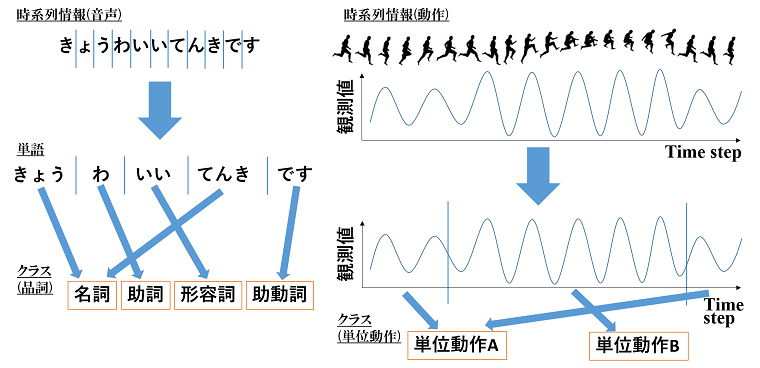 時系列情報(音声)
きょうわいいてんきです
単語
きょう わ いい てんき です
クラス
(品詞)
名詞 助詞 形容詞 助動詞
時系列情報(動作)
観測値
Time step
観測値
Time
step
クラス
(単位動作)
単位動作A 単位動作B